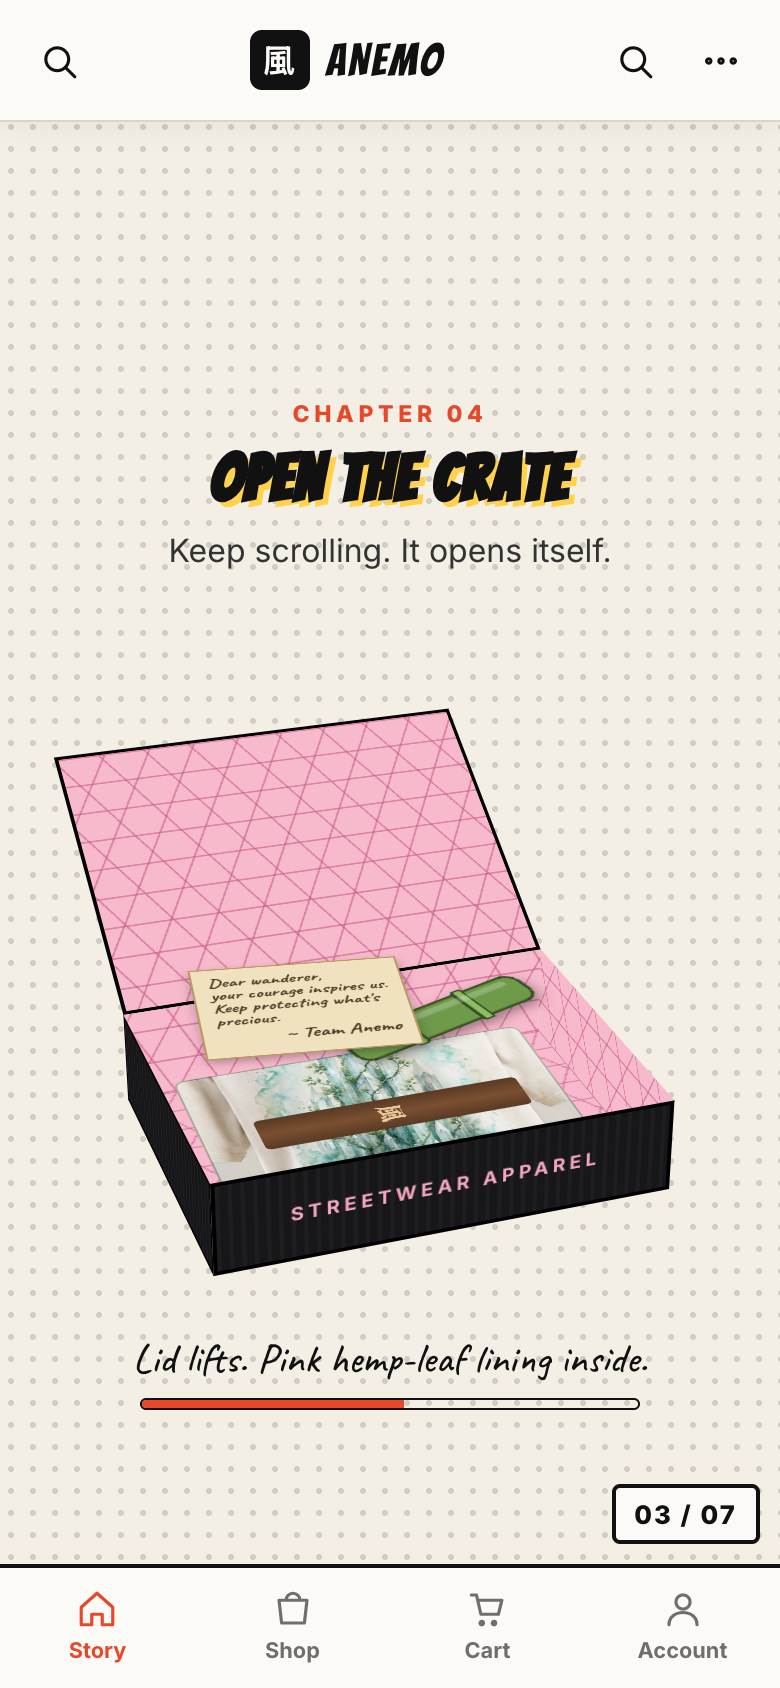 風 ANEMO
CHAPTER 04
OPEN THE CRATE
Keep scrolling. It opens itself.
Dear wanderer,
your courage inspires us.
Keep protecting what's
precious.
~ Team Anemo
風
STREETWEAR APPAREL
Lid lifts. Pink hemp-leaf lining inside.
03 / 07
Story Shop Cart Account